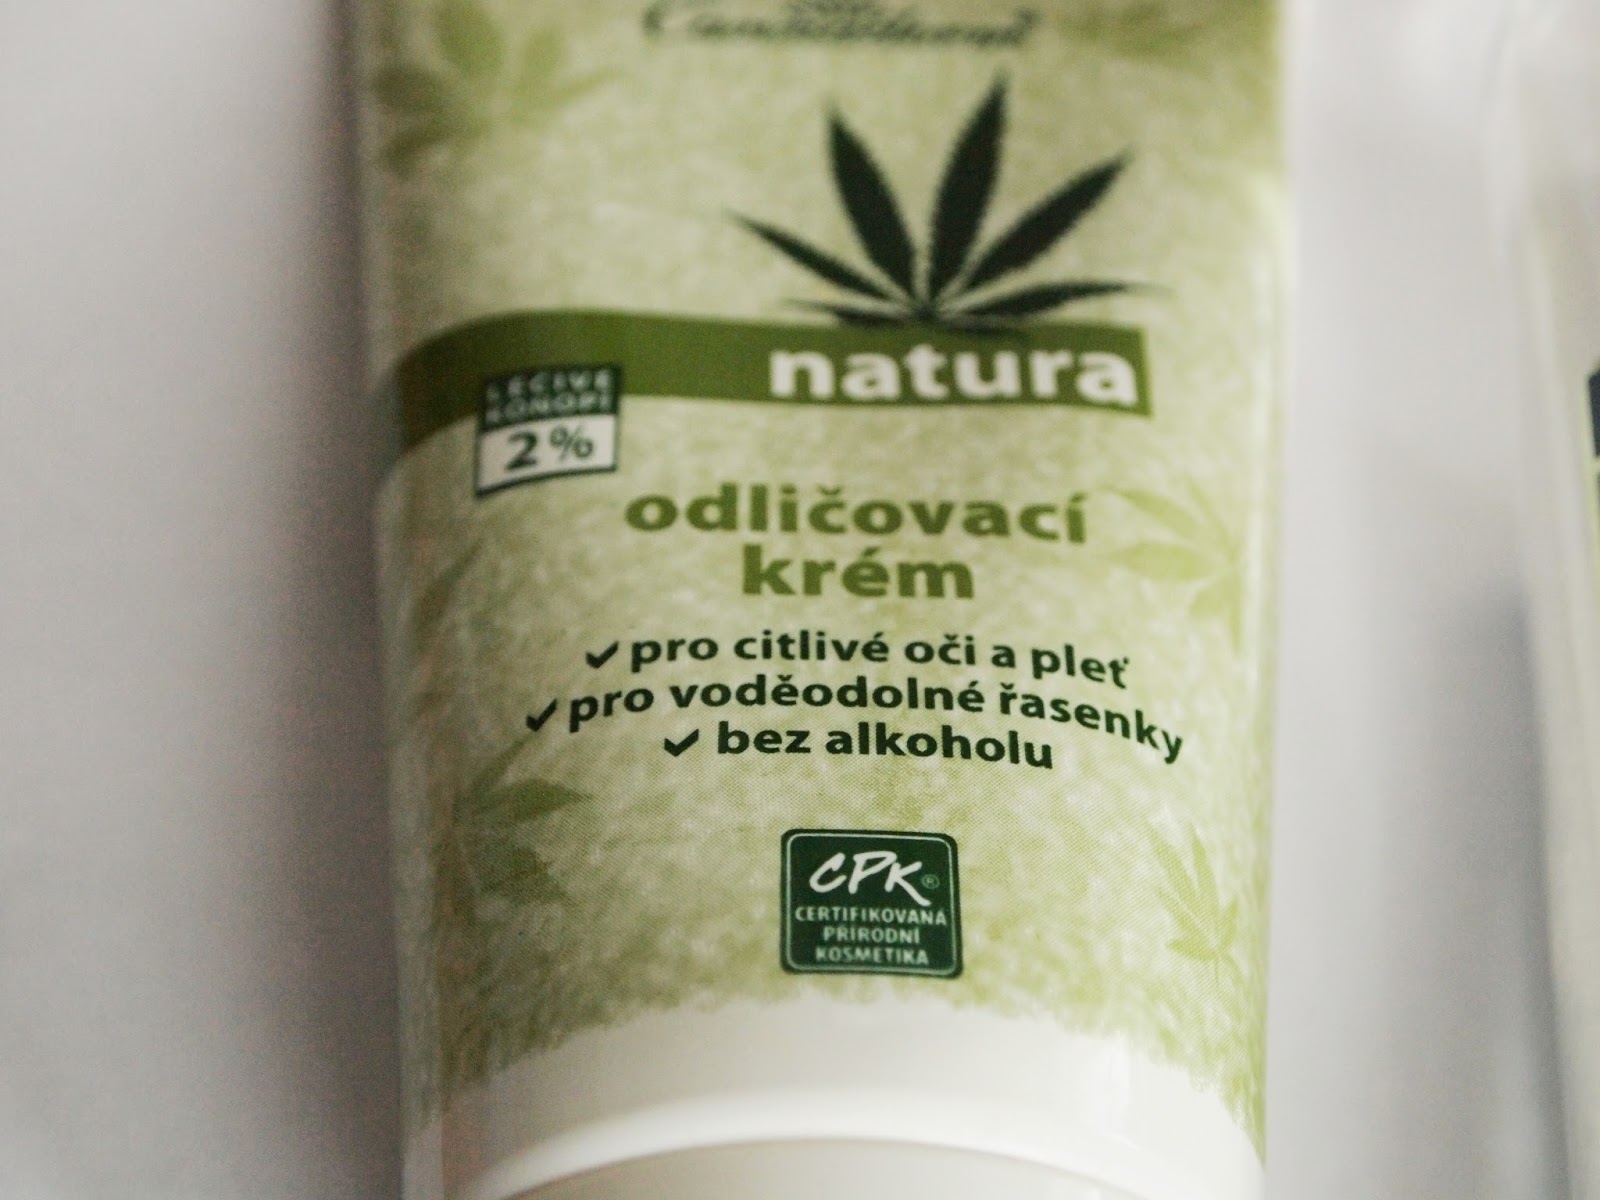 natura
LÉČIVÉ
KONOPÍ
2%
odličovací
krém
pro citlivé oči a pleť
pro voděodolné řasenky
bez alkoholu
CPK®
CERTIFIKOVANÁ
PŘÍRODNÍ
KOSMETIKA